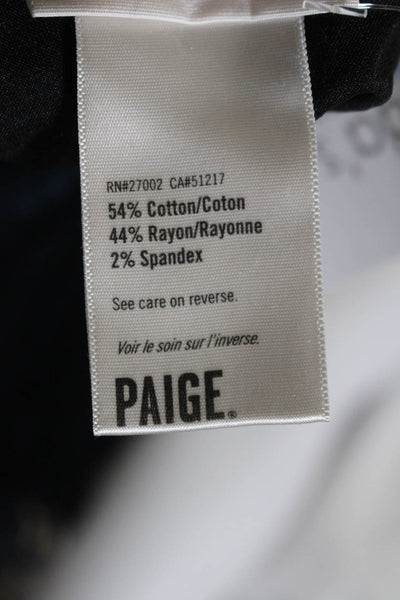 RN#27002 CA#51217
54% Cotton/Coton
44% Rayon/Rayonne
2% Spandex
See care on reverse.
Voir le soin sur l'inverse.
PAIGE®